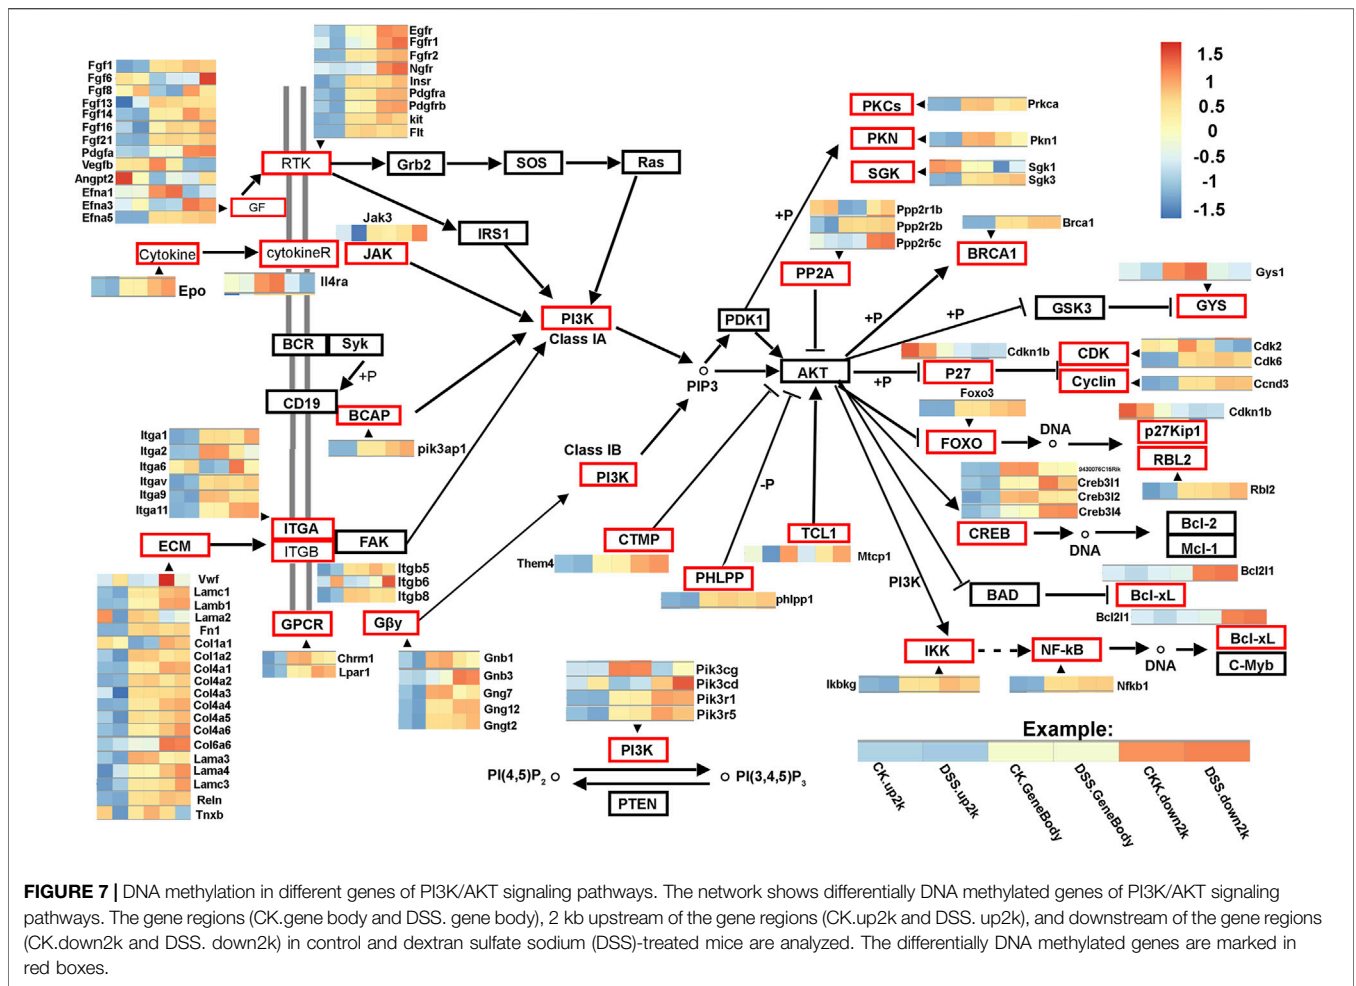 Egfr
Fgfr1
Fgfr2
Ngfr
Insr
Pdgfra
Pdgfrb
kit
Flt
Fgf1
Fgf6
Fgf8
Fgf13
Fgf14
Fgf16
Fgf21
Pdgfa
Vegfb
Angpt2
Efna1
Efna3
Efna5
RTK
Grb2
SOS
Ras
GF
IRS1
Jak3
JAK
Cytokine
cytokineR
Epo
Il4ra
PI3K
Class IA
BCR
Syk
+P
CD19
BCAP
pik3ap1
Itga1
Itga2
Itga6
Itgav
Itga9
Itga11
ECM
ITGA
ITGB
FAK
Itgb5
Itgb6
Itgb8
Vwf
Lamc1
Lamb1
Lama2
Fn1
Col1a1
Col1a2
Col4a1
Col4a2
Col4a3
Col4a4
Col4a5
Col4a6
Col6a6
Lama3
Lama4
Lamc3
Reln
Tnxb
GPCR
Chrm1
Lpar1
Gβy
Gnb1
Gnb3
Gng7
Gng12
Gngt2
Class IB
PI3K
PIP3
PDK1
AKT
+P
PKCs
Prkca
PKN
Pkn1
SGK
Sgk1
Sgk3
Ppp2r1b
Ppp2r2b
Ppp2r5c
PP2A
Brca1
BRCA1
+P
+P
GSK3
GYS
Gys1
Cdkn1b
+P
P27
CDK
Cdk2
Cdk6
Cyclin
Ccnd3
Foxo3
FOXO
DNA
Cdkn1b
p27Kip1
RBL2
Rbl2
9430076C15Rik
Creb3l1
Creb3l2
Creb3l4
CREB
DNA
Bcl-2
Mcl-1
-P
CTMP
Them4
PHLPP
phlpp1
TCL1
Mtcp1
PI3K
BAD
Bcl2l1
Bcl-xL
Bcl2l1
IKK
Ikbkg
NF-kB
Nfkb1
DNA
Bcl-xL
C-Myb
Pik3cg
Pik3cd
Pik3r1
Pik3r5
PI3K
PI(4,5)P2
PI(3,4,5)P3
PTEN
1.5
1
0.5
0
-0.5
-1
-1.5
Example:
CK.up2k
DSS.up2k
CK.GeneBody
DSS.GeneBody
CKK.down2k
DSS.down2k
FIGURE 7 | DNA methylation in different genes of PI3K/AKT signaling pathways. The network shows differentially DNA methylated genes of PI3K/AKT signaling
pathways. The gene regions (CK.gene body and DSS. gene body), 2 kb upstream of the gene regions (CK.up2k and DSS. up2k), and downstream of the gene regions
(CK.down2k and DSS. down2k) in control and dextran sulfate sodium (DSS)-treated mice are analyzed. The differentially DNA methylated genes are marked in
red boxes.